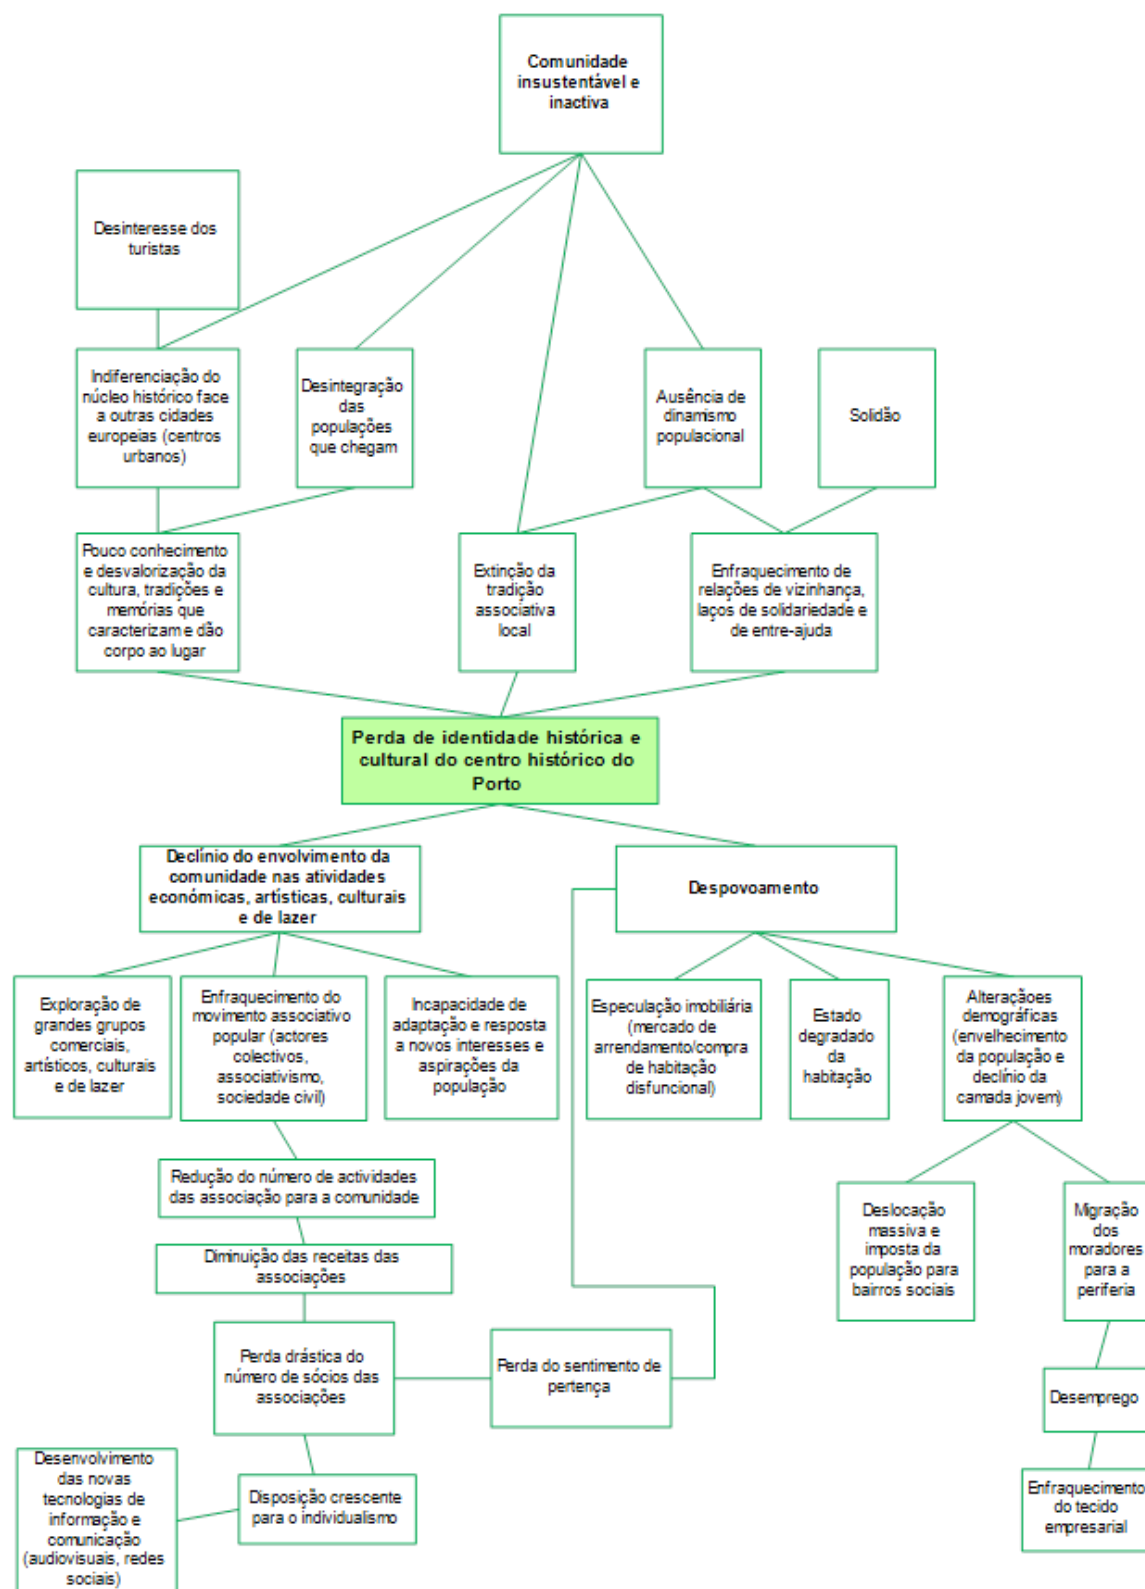 Comunidade
insustentável e
inactiva
Desinteresse dos
turistas
Indiferenciação do
núcleo histórico face
a outras cidades
europeias (centros
urbanos)
Desintegração
das
populações
que chegam
Ausência de
dinamismo
populacional
Solidão
Pouco conhecimento
e desvalorização da
cultura, tradições e
memórias que
caracterizam e dão
corpo ao lugar
Extinção da
tradição
associativa
local
Enfraquecimento de
relações de vizinhança,
laços de solidariedade e
de entre-ajuda
Perda de identidade histórica e
cultural do centro histórico do
Porto
Declínio do envolvimento da
comunidade nas atividades
económicas, artísticas, culturais
e de lazer
Despovoamento
Exploração de
grandes grupos
comerciais,
artísticos, culturais
e de lazer
Enfraquecimento do
movimento associativo
popular (actores
colectivos,
associativismo,
sociedade civil)
Incapacidade de
adaptação e resposta
a novos interesses e
aspirações da
população
Especulação imobiliária
(mercado de
arrendamento/compra
de habitação
disfuncional)
Estado
degradado
da
habitação
Alteraçãoes
demográficas
(envelhecimento
da população e
declínio da
camada jovem)
Redução do número de actividades
das associação para a comunidade
Diminuição das receitas das
associações
Perda drástica do
número de sócios das
associações
Perda do sentimento de
pertença
Deslocação
massiva e
imposta da
população para
bairros sociais
Migração
dos
moradores
para a
periferia
Desemprego
Desenvolvimento
das novas
tecnologias de
informação e
comunicação
(audiovisuais, redes
sociais)
Disposição crescente
para o individualismo
Enfraquecimento
do tecido
empresarial